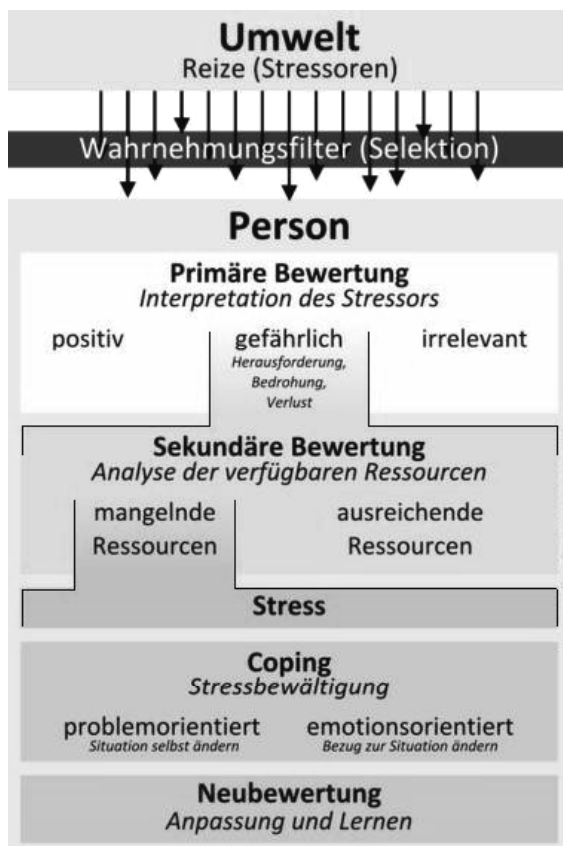 Umwelt
Reize (Stressoren)
Wahrnehmungsfilter (Selektion)
Person
Primäre Bewertung
Interpretation des Stressors
positiv gefährlich irrelevant
Herausforderung,
Bedrohung,
Verlust
Sekundäre Bewertung
Analyse der verfügbaren Ressourcen
mangelnde ausreichende
Ressourcen Ressourcen
Stress
Coping
Stressbewältigung
problemorientiert emotionsorientiert
Situation selbst ändern Bezug zur Situation ändern
Neubewertung
Anpassung und Lernen